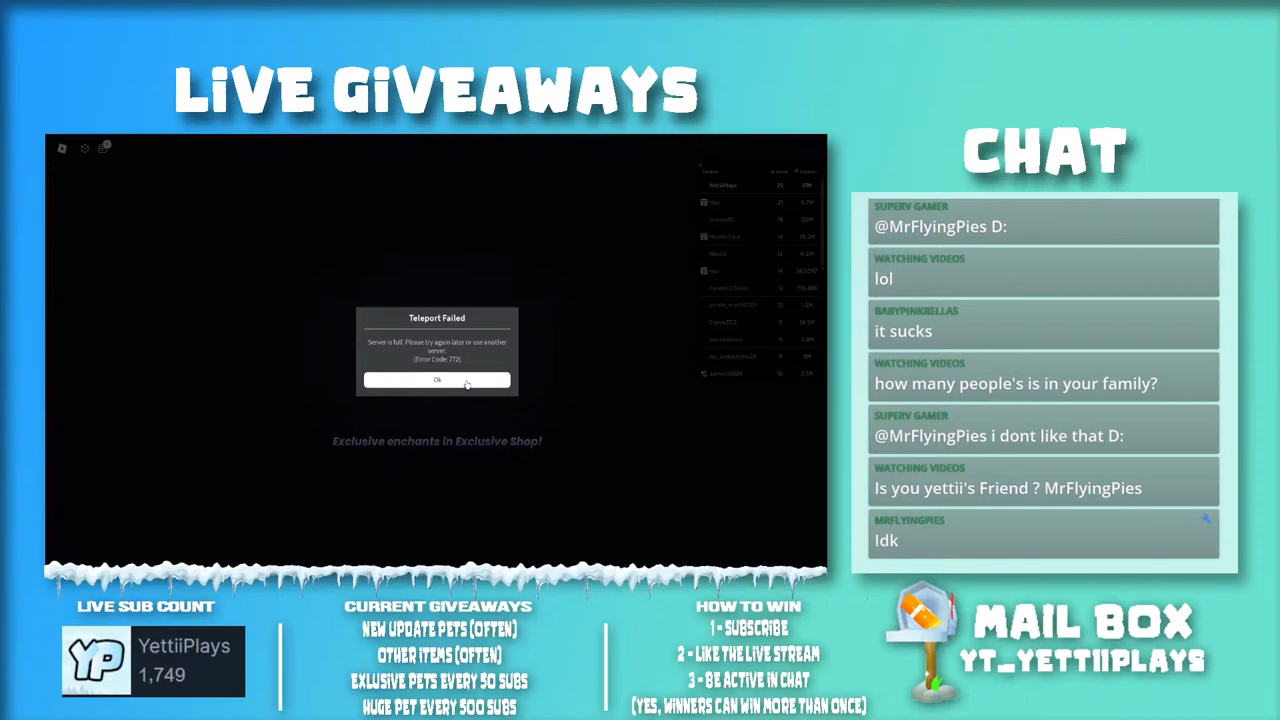 LiVE GiVEAWAYS
YettiiPlays 25 21M
Teleport Failed
Server is full. Please try again later or use another
server.
(Error Code: 772)
Ok
Exclusive enchants in Exclusive Shop!
CHAT
SUPERV GAMER
@MrFlyingPies D:
WATCHING VIDEOS
lol
BABYPINKBELLAS
it sucks
WATCHING VIDEOS
how many people's is in your family?
SUPERV GAMER
@MrFlyingPies i dont like that D:
WATCHING VIDEOS
Is you yettii's Friend ? MrFlyingPies
MRFLYINGPIES
Idk
LIVE SUB COUNT
YP
YettiiPlays
1,749
CURRENT GIVEAWAYS
NEW UPDATE PETS (OFTEN)
OTHER ITEMS (OFTEN)
EXLUSIVE PETS EVERY 50 SUBS
HUGE PET EVERY 500 SUBS
HOW TO WIN
1 - SUBSCRIBE
2 - LIKE THE LIVE STREAM
3 - BE ACTIVE IN CHAT
(YES, WINNERS CAN WIN MORE THAN ONCE)
MAIL BOX
YT_YETTIIPLAYS